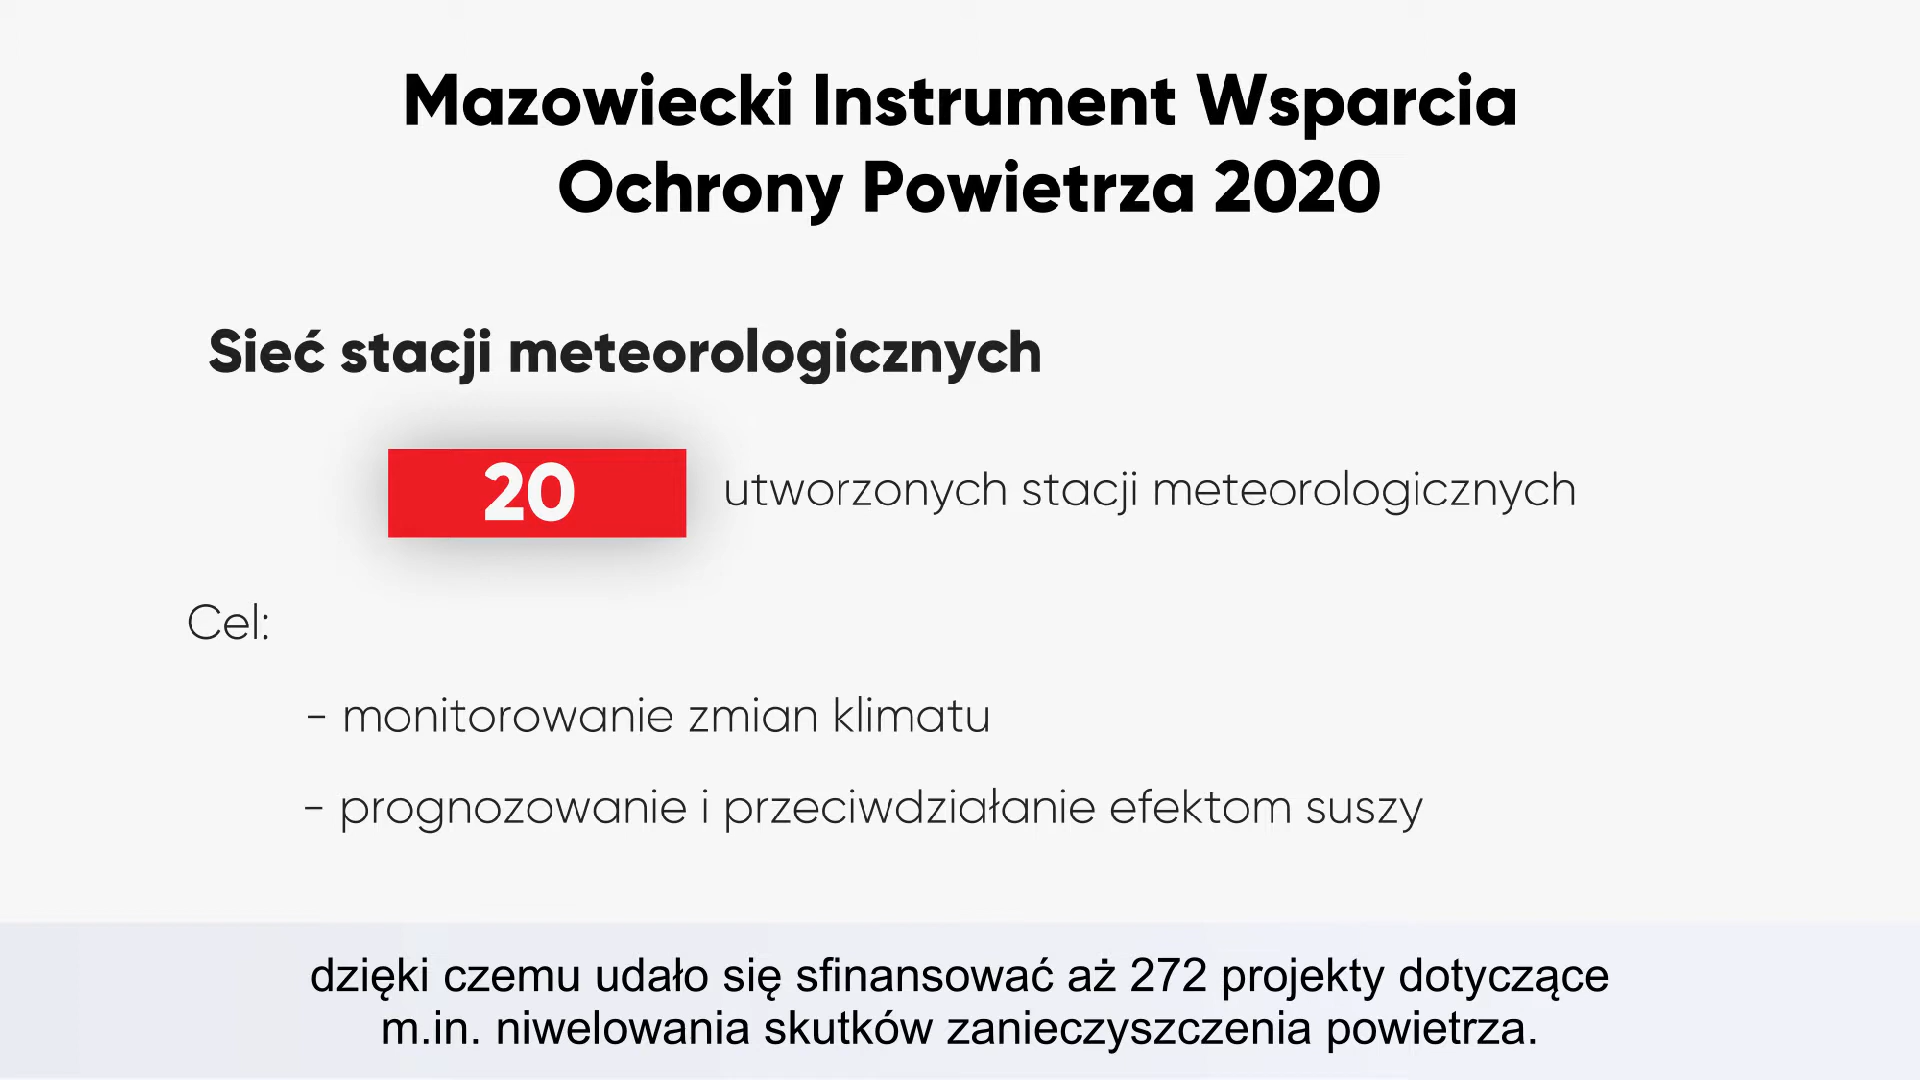 Mazowiecki Instrument Wsparcia
Ochrony Powietrza 2020
Sieć stacji meteorologicznych
20 utworzonych stacji meteorologicznych
Cel:
- monitorowanie zmian klimatu
- prognozowanie i przeciwdziałanie efektom suszy
dzięki czemu udało się sfinansować aż 272 projekty dotyczące
m.in. niwelowania skutków zanieczyszczenia powietrza.